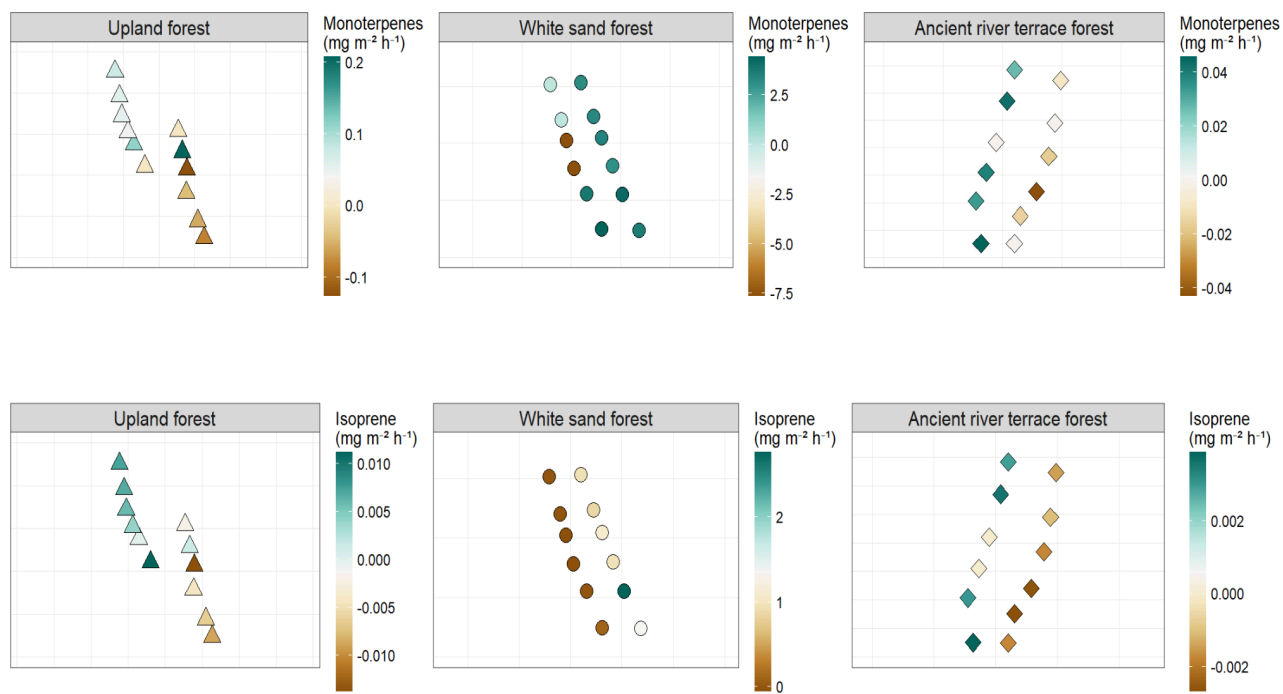 Upland forest
Monoterpenes
(mg m⁻² h⁻¹)
0.2
0.1
0.0
-0.1
White sand forest
Monoterpenes
(mg m⁻² h⁻¹)
2.5
0.0
-2.5
-5.0
-7.5
Ancient river terrace forest
Monoterpenes
(mg m⁻² h⁻¹)
0.04
0.02
0.00
-0.02
-0.04
Upland forest
Isoprene
(mg m⁻² h⁻¹)
0.010
0.005
0.000
-0.005
-0.010
White sand forest
Isoprene
(mg m⁻² h⁻¹)
2
1
0
Ancient river terrace forest
Isoprene
(mg m⁻² h⁻¹)
0.002
0.000
-0.002